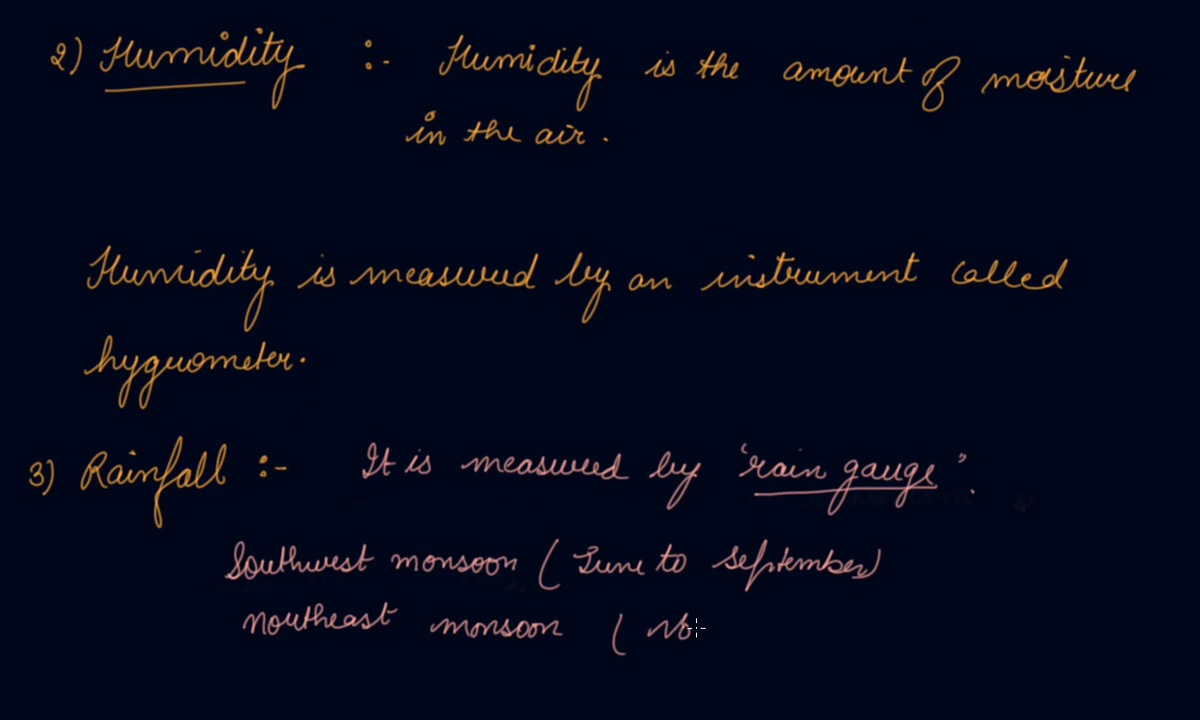 2) Humidity :- Humidity is the amount of moisture
in the air.
Humidity is measured by an instrument called
hygrometer.
3) Rainfall :- It is measured by 'rain gauge'.
Southwest monsoon (June to September)
northeast monsoon ( No